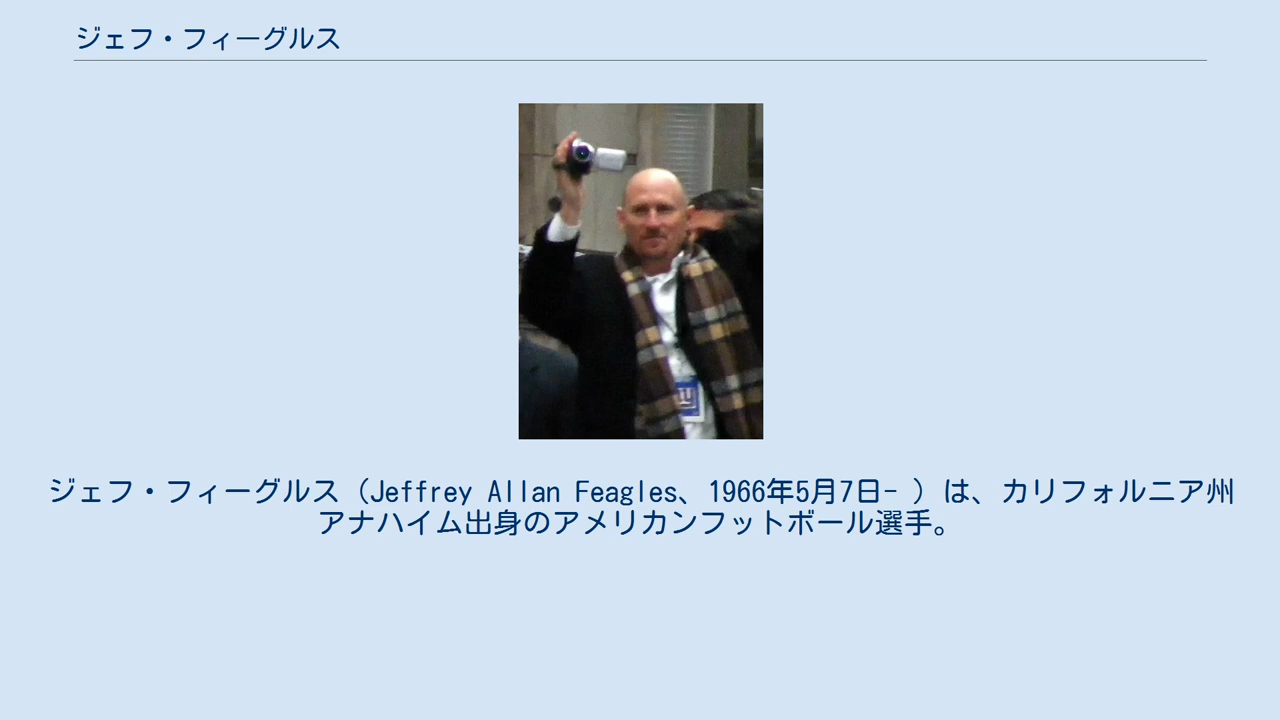 ジェフ・フィーグルス
ジェフ・フィーグルス（Jeffrey Allan Feagles、1966年5月7日- ）は、カリフォルニア州
アナハイム出身のアメリカンフットボール選手。